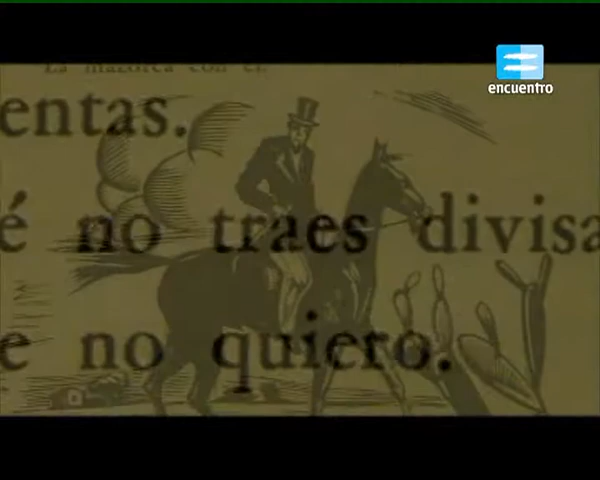 La mazorca con el
encuentro
entas.
é no traes divisa
e no quiero.